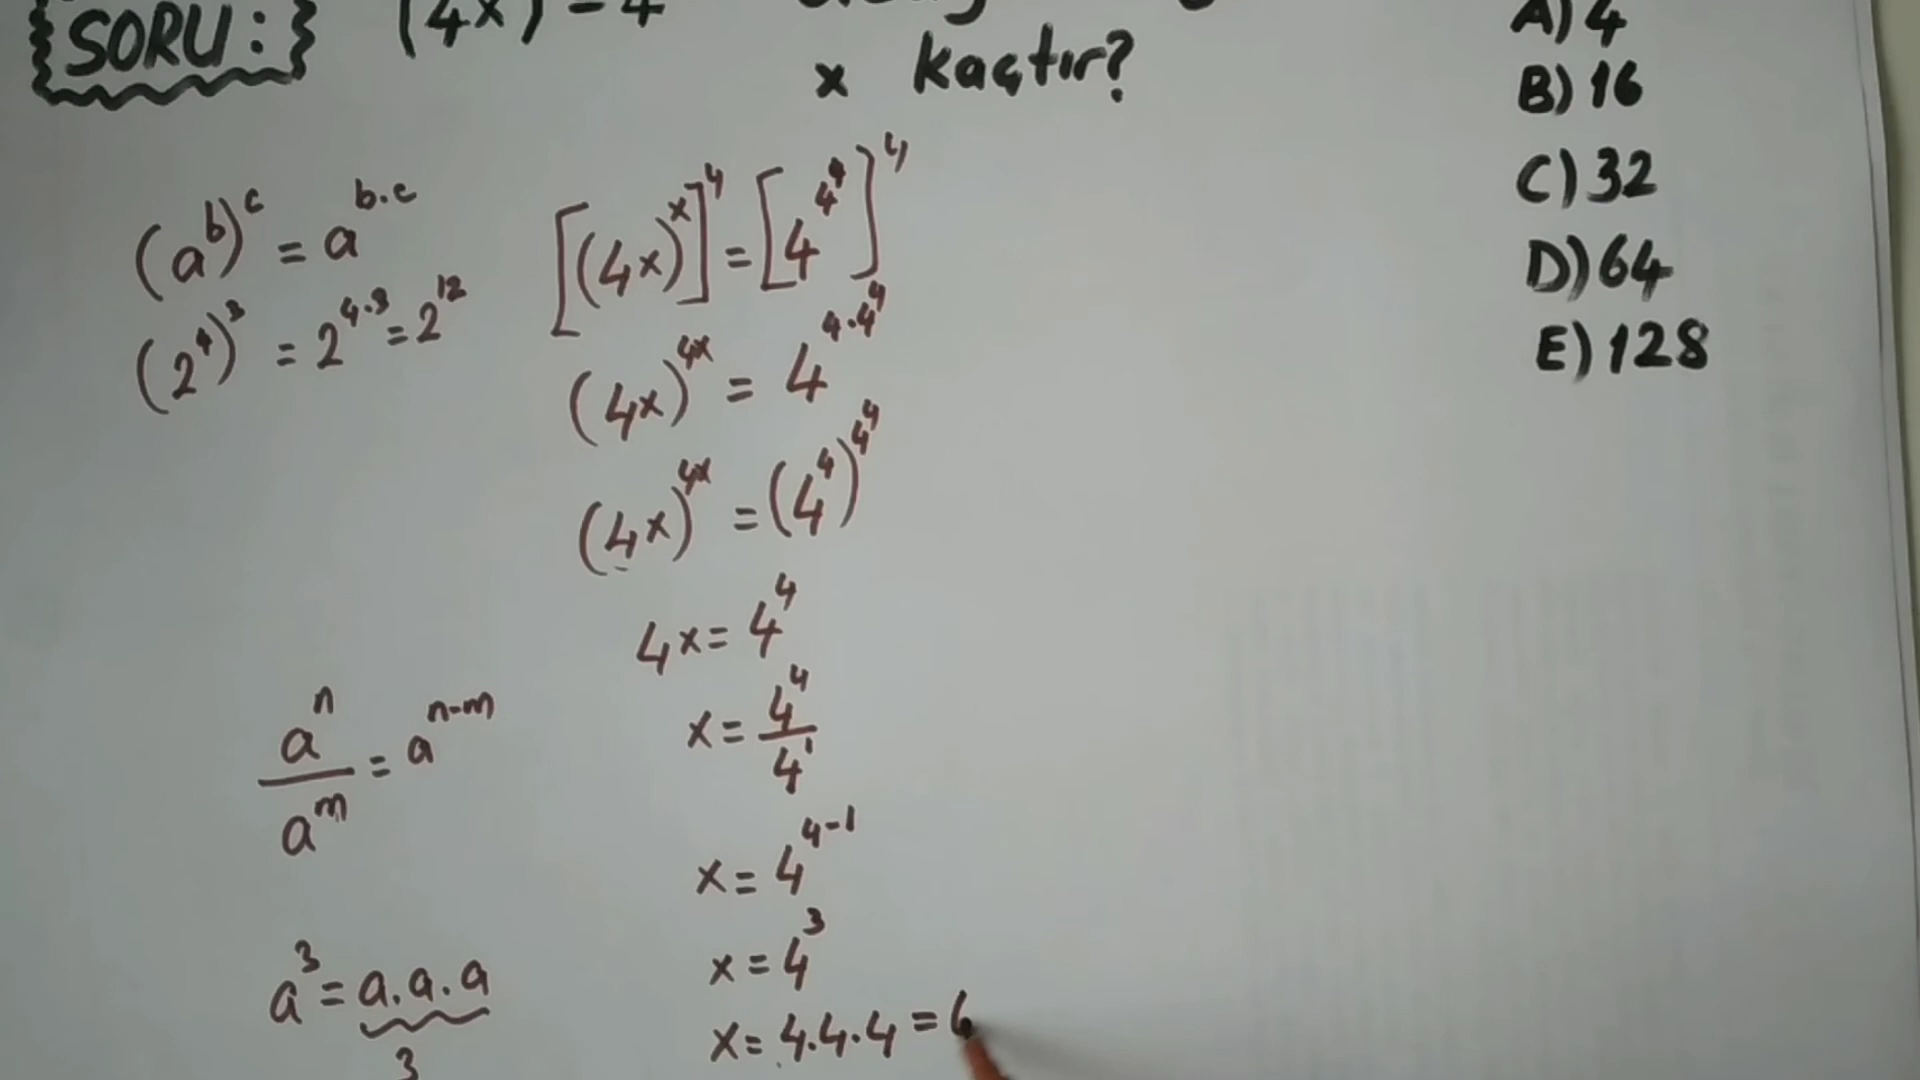 SORU: (4x) = 4
x kaçtır?
A) 4
B) 16
C) 32
D) 64
E) 128
(a^b)^c = a^(b.c)
(2^4)^3 = 2^(4.3) = 2^12
[(4x)^x]^4 = [4^(4^4)]^4
(4x)^(4x) = 4^(4.4^4)
(4x)^(4x) = (4^4)^(4^4)
4x = 4^4
x = 4^4/4^1
a^n/a^m = a^(n-m)
x = 4^(4-1)
x = 4^3
a^3 = a.a.a
3
x = 4.4.4 = 6